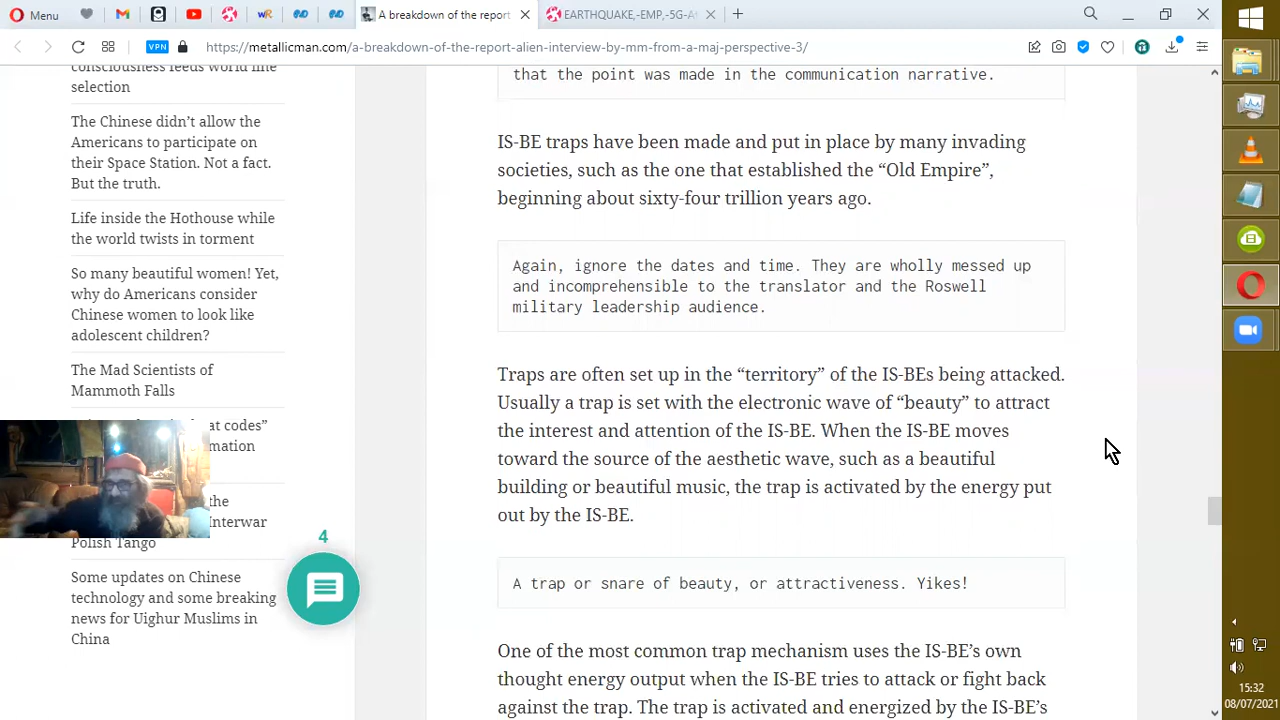 Menu
A breakdown of the report
EARTHQUAKE,-EMP,-5G-A
VPN
https://metallicman.com/a-breakdown-of-the-report-alien-interview-by-mm-from-a-maj-perspective-3/
consciousness feeds world line
selection
The Chinese didn’t allow the
Americans to participate on
their Space Station. Not a fact.
But the truth.
Life inside the Hothouse while
the world twists in torment
So many beautiful women! Yet,
why do Americans consider
Chinese women to look like
adolescent children?
The Mad Scientists of
Mammoth Falls
at codes”
mation
the
Interwar
Polish Tango
Some updates on Chinese
technology and some breaking
news for Uighur Muslims in
China
4
that the point was made in the communication narrative.
IS-BE traps have been made and put in place by many invading
societies, such as the one that established the “Old Empire”,
beginning about sixty-four trillion years ago.
Again, ignore the dates and time. They are wholly messed up
and incomprehensible to the translator and the Roswell
military leadership audience.
Traps are often set up in the “territory” of the IS-BEs being attacked.
Usually a trap is set with the electronic wave of “beauty” to attract
the interest and attention of the IS-BE. When the IS-BE moves
toward the source of the aesthetic wave, such as a beautiful
building or beautiful music, the trap is activated by the energy put
out by the IS-BE.
A trap or snare of beauty, or attractiveness. Yikes!
One of the most common trap mechanism uses the IS-BE’s own
thought energy output when the IS-BE tries to attack or fight back
against the trap. The trap is activated and energized by the IS-BE’s
15:32
08/07/2021